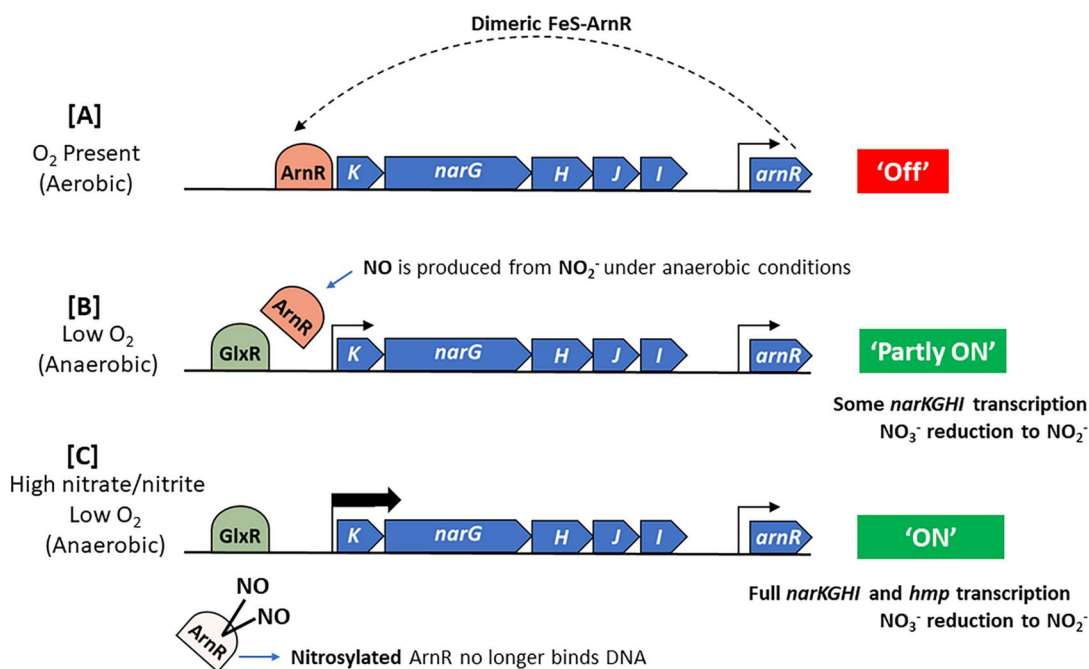 Dimeric FeS-ArnR
[A]
O₂ Present
(Aerobic)
ArnR
K
narG
H
J
I
arnR
‘Off’
NO is produced from NO₂⁻ under anaerobic conditions
[B]
Low O₂
(Anaerobic)
GlxR
ArnR
K
narG
H
J
I
arnR
‘Partly ON’
Some narKGHI transcription
NO₃⁻ reduction to NO₂⁻
[C]
High nitrate/nitrite
Low O₂
(Anaerobic)
GlxR
K
narG
H
J
I
arnR
‘ON’
Full narKGHI and hmp transcription
NO₃⁻ reduction to NO₂⁻
NO
NO
ArnR
Nitrosylated ArnR no longer binds DNA